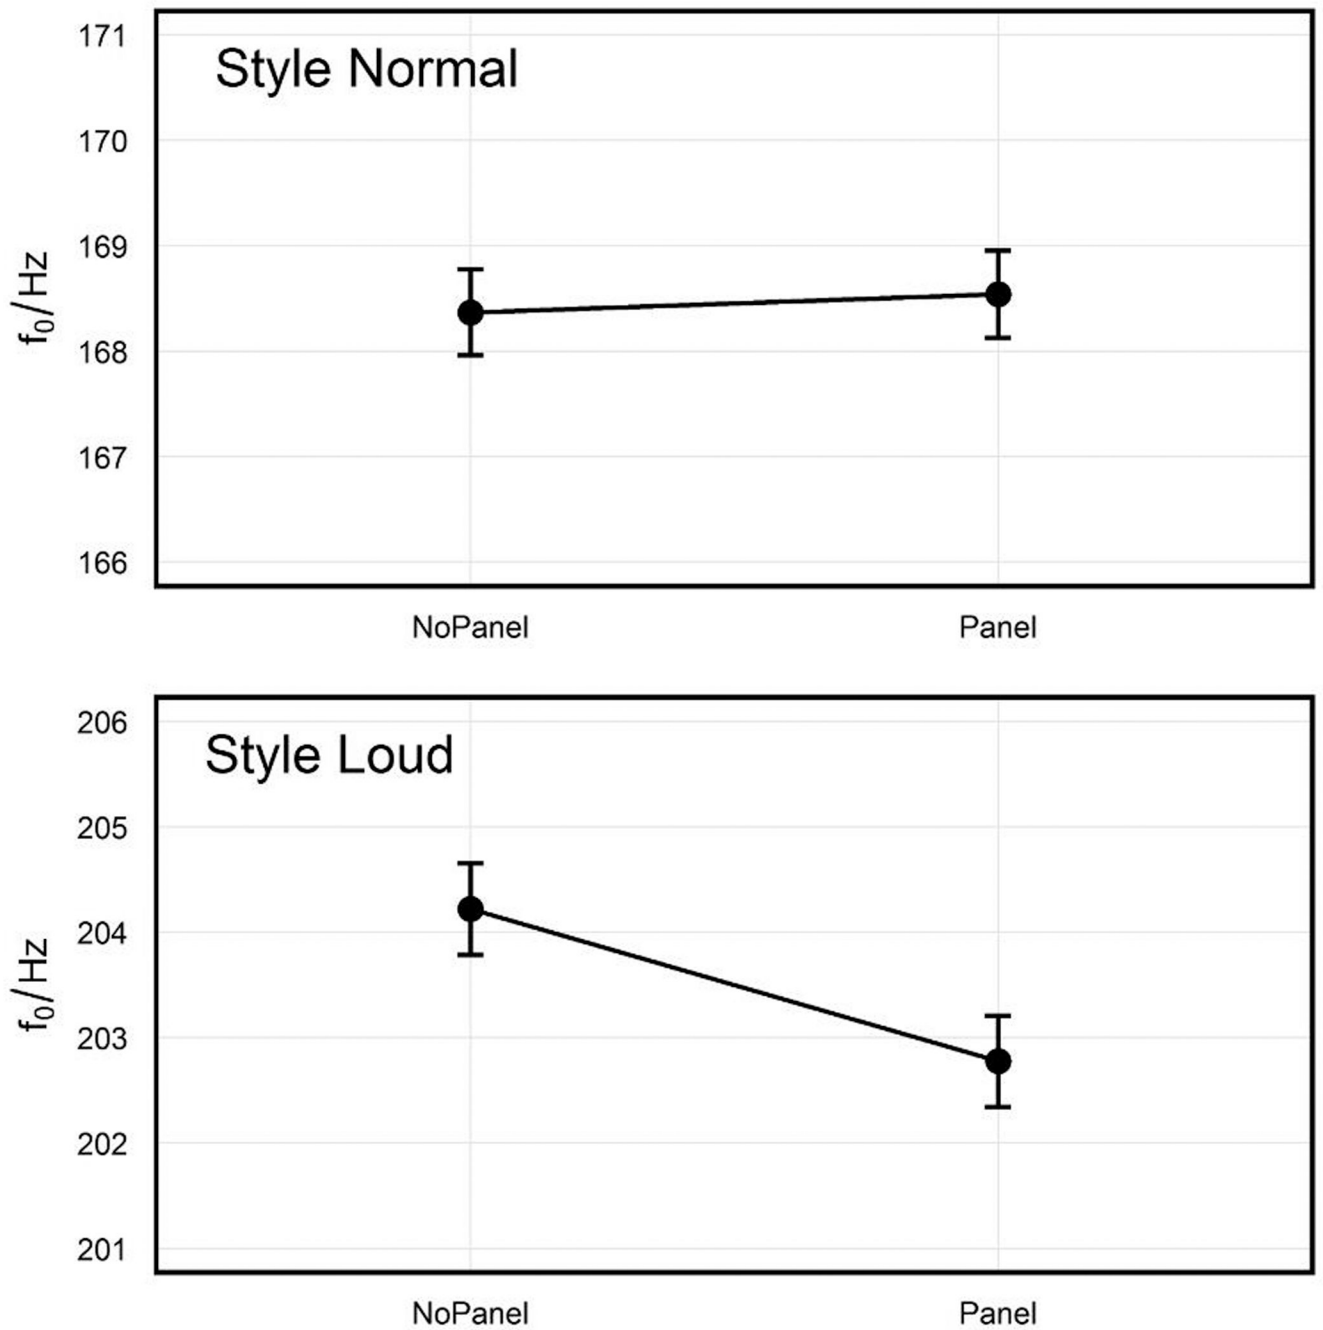 171
Style Normal
170
169
168
167
166
f₀/Hz
NoPanel Panel
206
Style Loud
205
204
203
202
201
f₀/Hz
NoPanel Panel